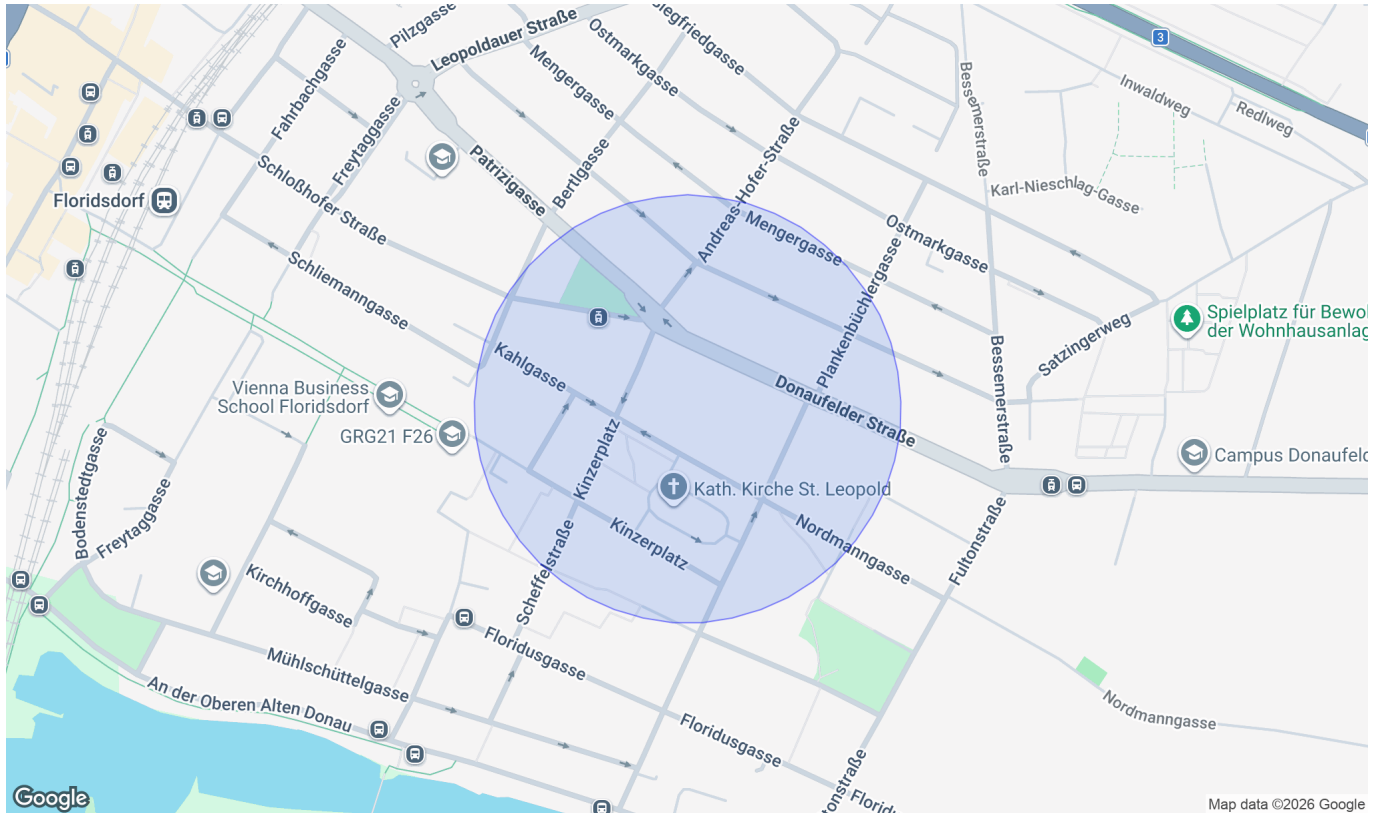 Pilzgasse
Leopoldauer Straße
Ostmarkgasse
Mengergasse
3
Inwaldweg
Redlweg
Bessemerstraße
Fahrbachgasse
Freytaggasse
Andreas-Hofer-Straße
Bertlgasse
Patrizigasse
Schloßhofer Straße
Floridsdorf
Karl-Nieschlag-Gasse
Mengergasse
Ostmarkgasse
Plankenbüchlergasse
Schliemanngasse
Spielplatz für Bewo
der Wohnhausanlag
Satzingerweg
Bessemerstraße
Kahlgasse
Donaufelder Straße
Vienna Business
School Floridsdorf
GRG21 F26
Kinzerplatz
Campus Donaufeld
Bodenstedtgasse
Freytaggasse
Kath. Kirche St. Leopold
Kinzerplatz
Nordmanngasse
Fultonstraße
Scheffelstraße
Kirchhoffgasse
Floridusgasse
Mühlschüttelgasse
An der Oberen Alten Donau
Nordmanngasse
Floridusgasse
Google
Map data ©2026 Google